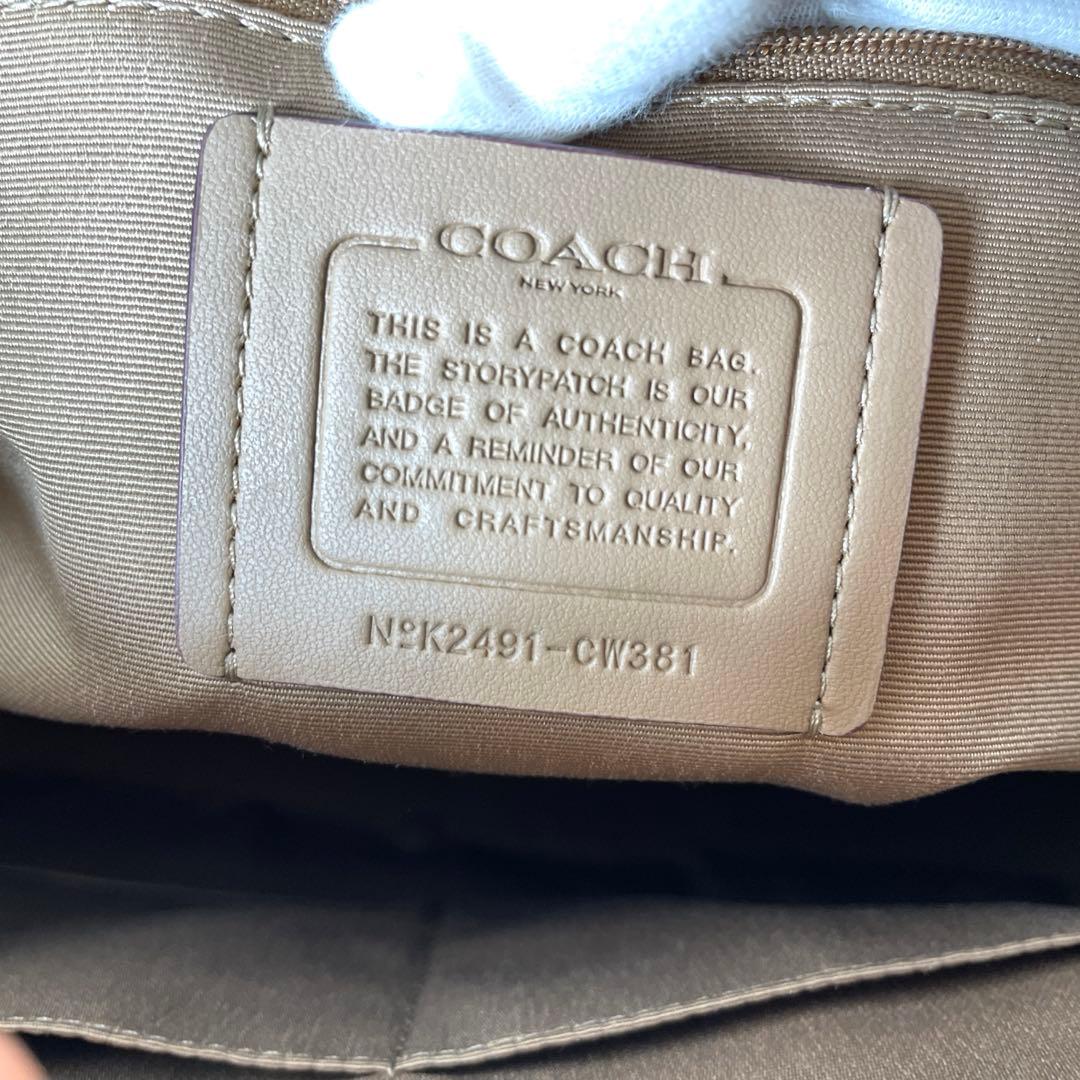 COACH
NEW YORK
THIS IS A COACH BAG.
THE STORYPATCH IS OUR
BADGE OF AUTHENTICITY,
AND A REMINDER OF OUR
COMMITMENT TO QUALITY
AND CRAFTSMANSHIP.
NºK2491-CW381